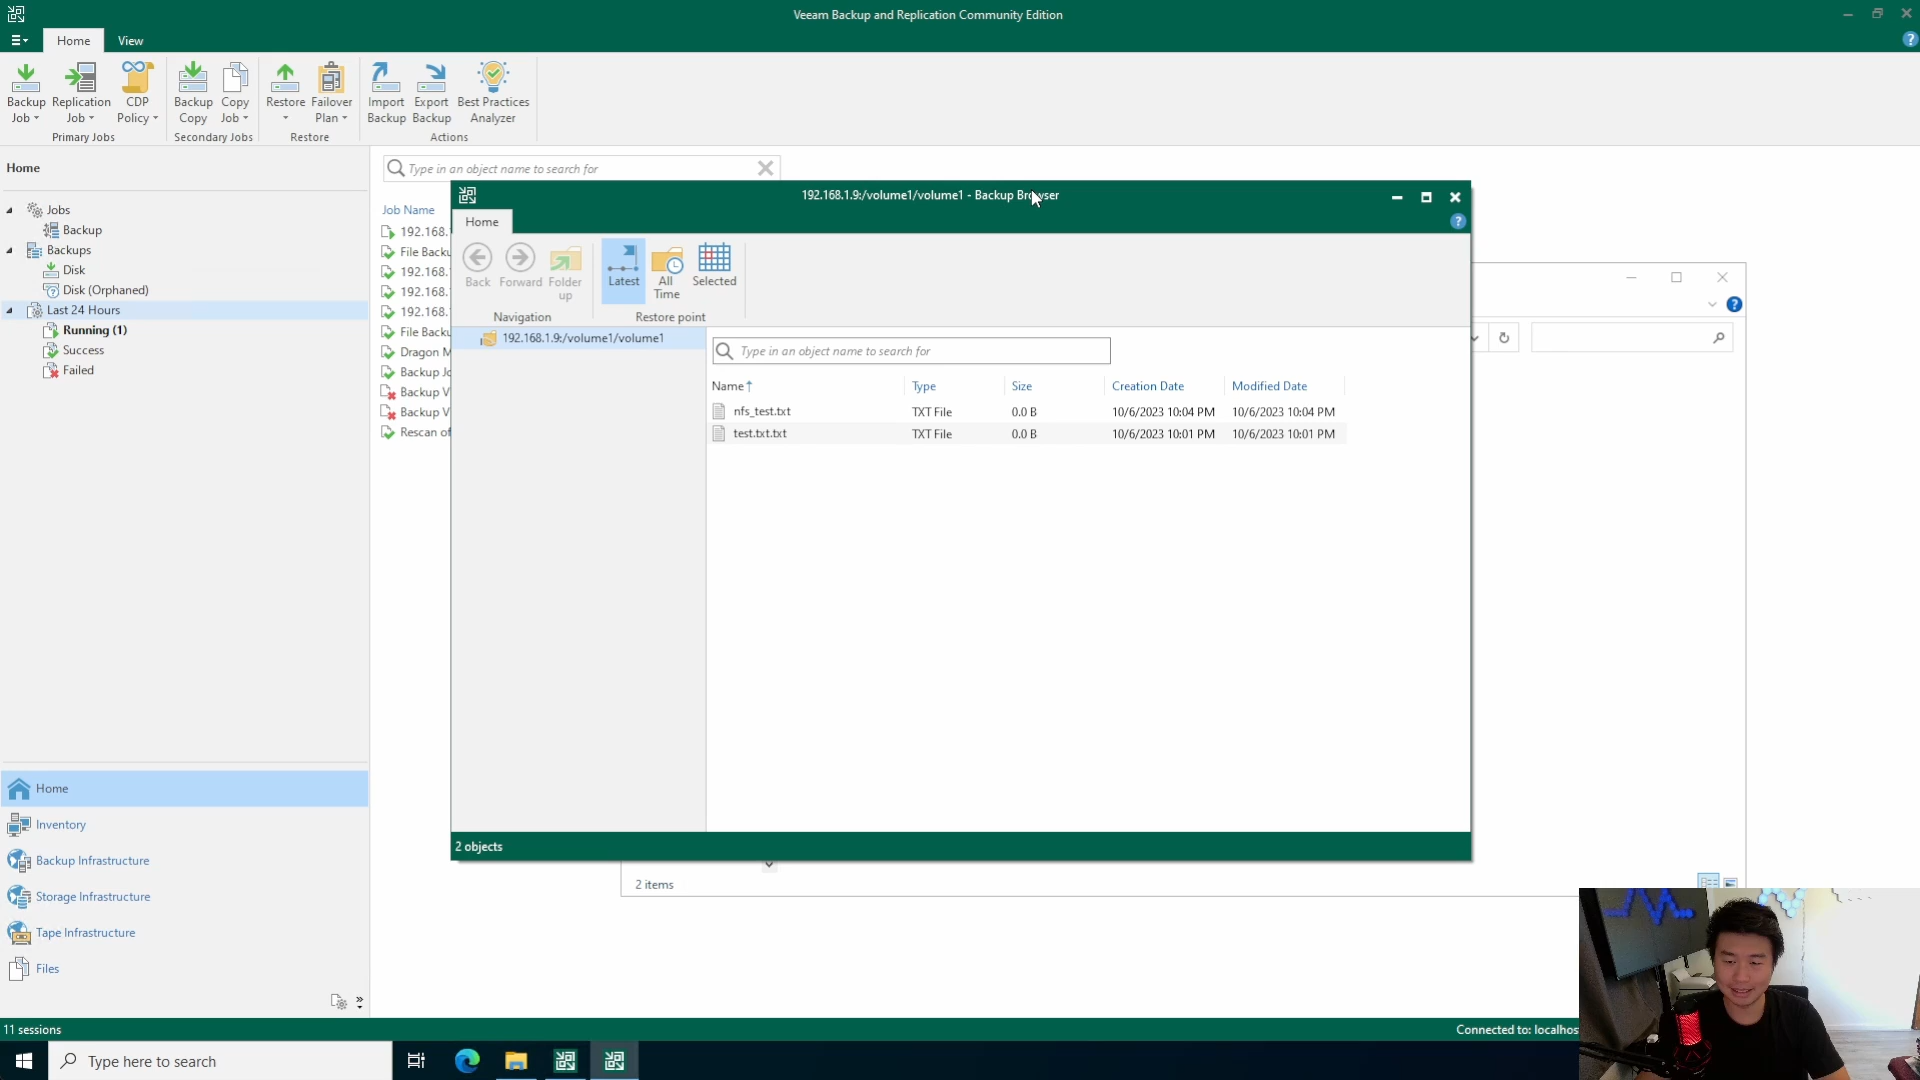 Veeam Backup and Replication Community Edition
Home
View
Backup Job
Replication Job
CDP Policy
Primary Jobs
Backup Copy
Copy Job
Secondary Jobs
Restore
Failover Plan
Restore
Import Backup
Export Backup
Best Practices Analyzer
Actions
Home
Type in an object name to search for
Jobs
Backup
Backups
Disk
Disk (Orphaned)
Last 24 Hours
Running (1)
Success
Failed
Job Name
192.168.
File Backu
192.168.
192.168.
192.168.
File Backu
Dragon M
Backup Jo
Backup V
Backup V
Rescan of
192.168.1.9:/volume1/volume1 - Backup Browser
Home
Back
Forward
Folder up
Navigation
Latest
All Time
Selected
Restore point
192.168.1.9:/volume1/volume1
Type in an object name to search for
Name Type Size Creation Date Modified Date
nfs_test.txt TXT File 0.0 B 10/6/2023 10:04 PM 10/6/2023 10:04 PM
test.txt.txt TXT File 0.0 B 10/6/2023 10:01 PM 10/6/2023 10:01 PM
2 objects
2 items
Home
Inventory
Backup Infrastructure
Storage Infrastructure
Tape Infrastructure
Files
11 sessions
Connected to: localhos
Type here to search